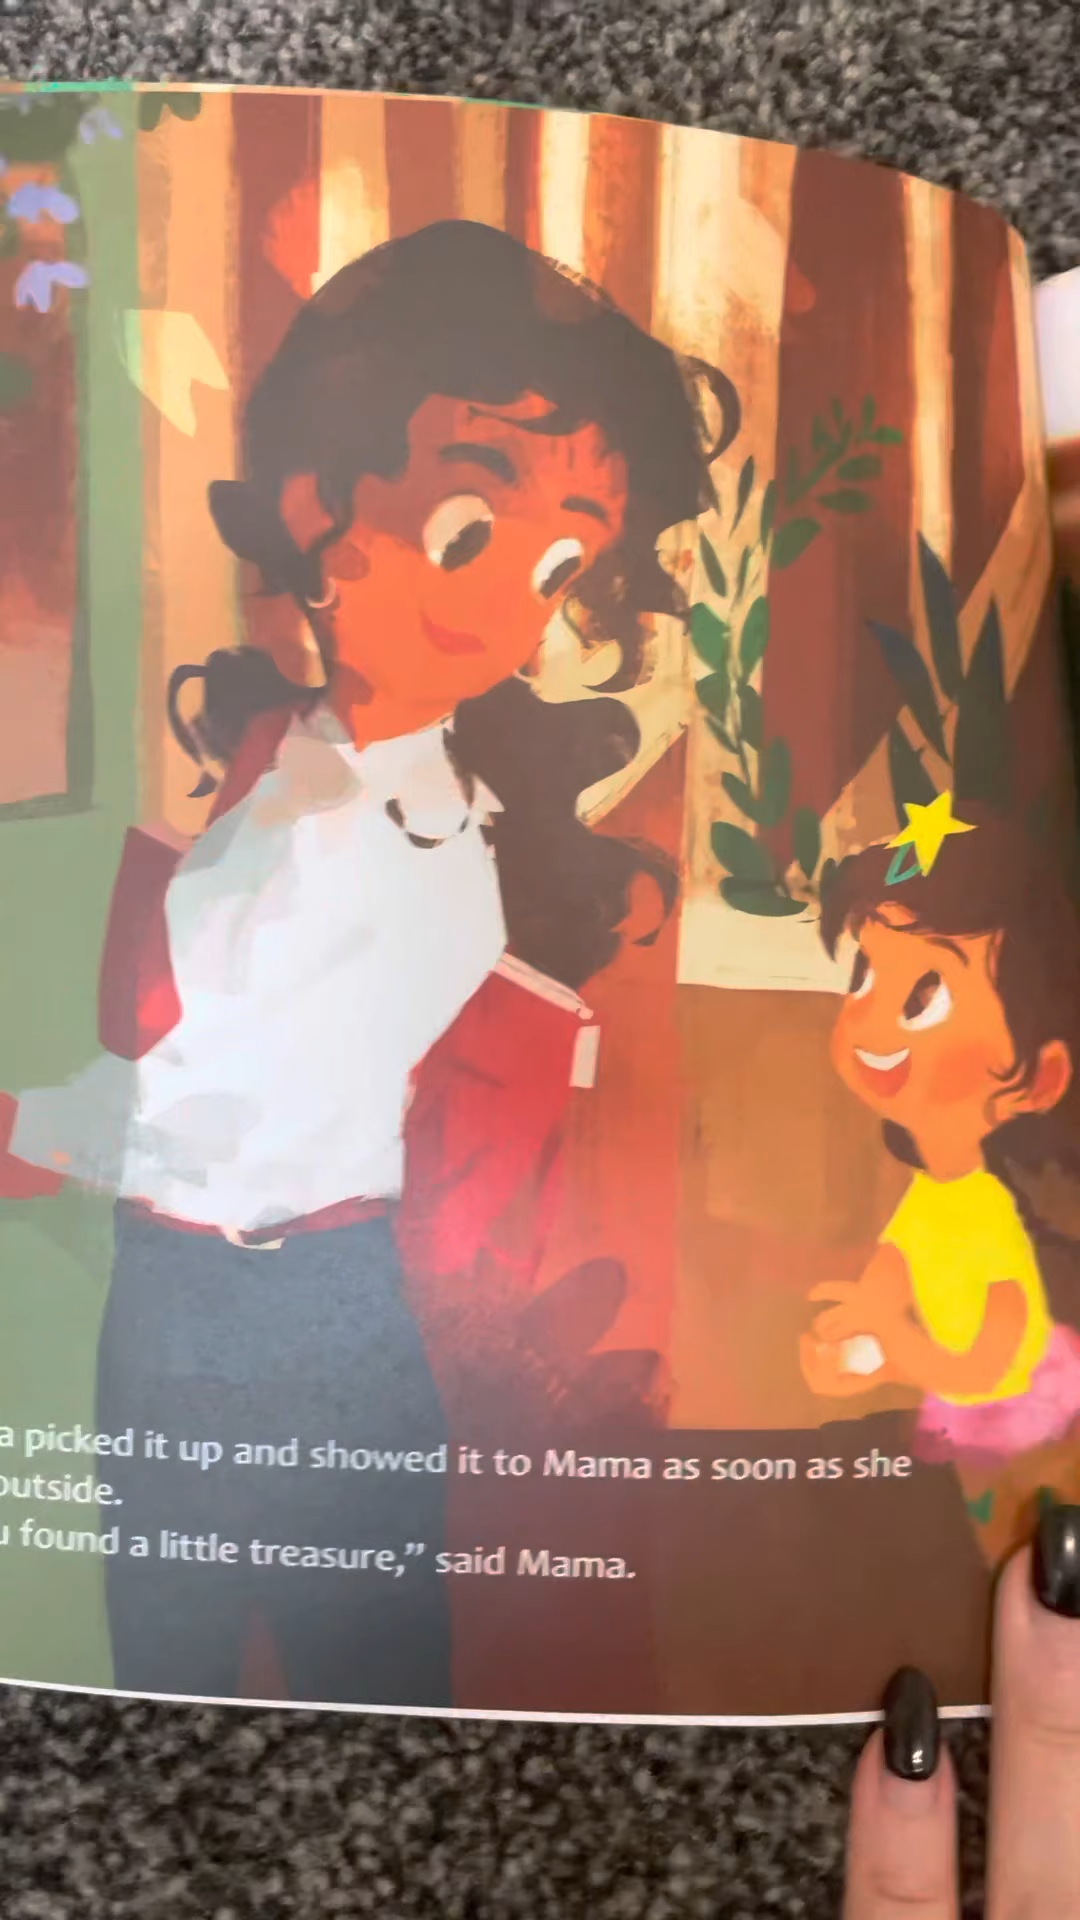 a picked it up and showed it to Mama as soon as she
outside.
u found a little treasure,” said Mama.